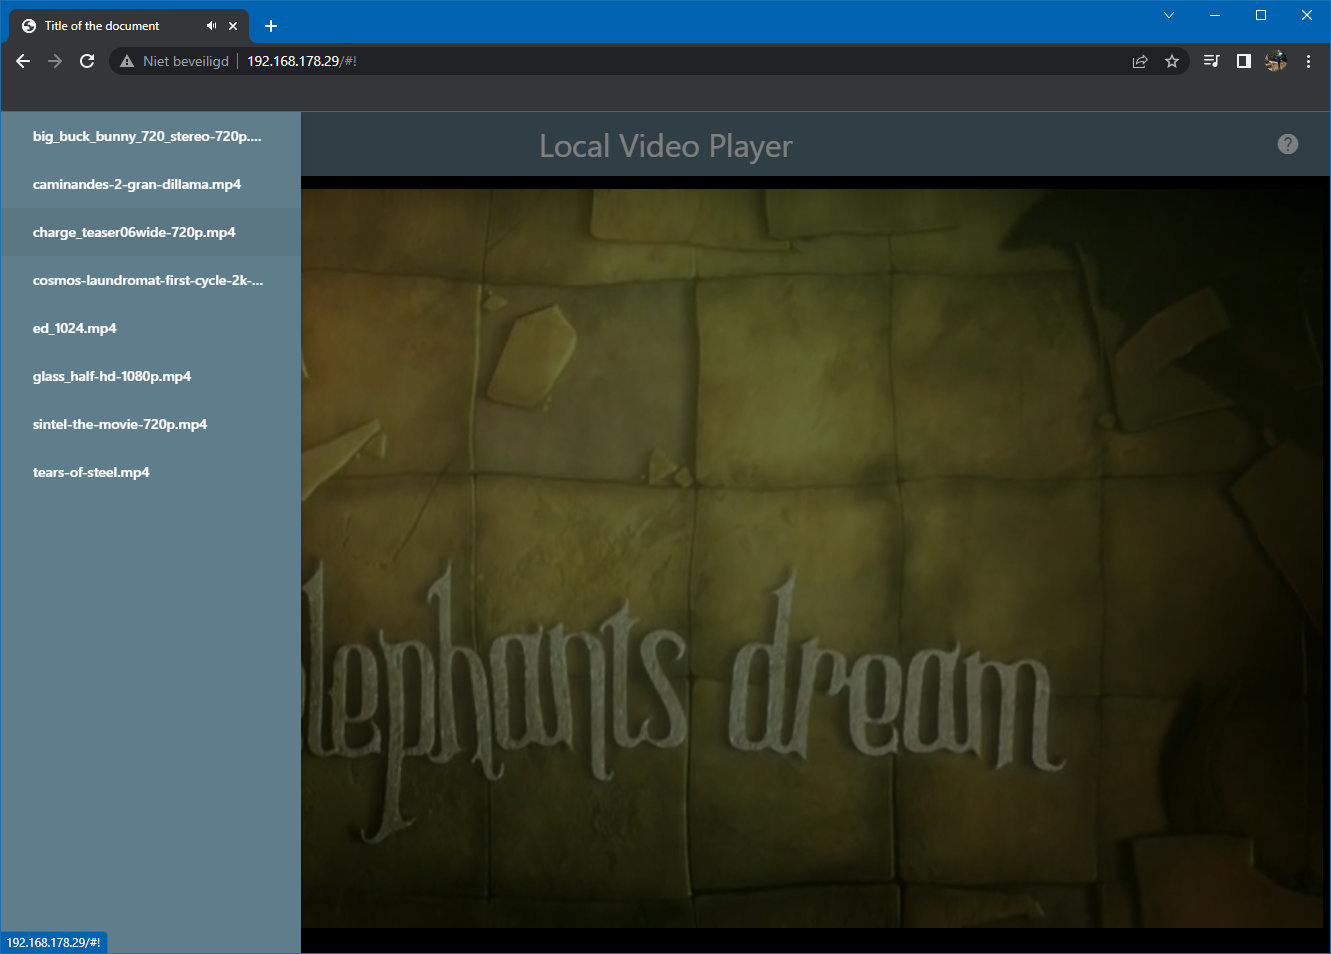 Title of the document
Niet beveiligd
192.168.178.29/#!
big_buck_bunny_720_stereo-720p....
caminandes-2-gran-dillama.mp4
charge_teaser06wide-720p.mp4
cosmos-laundromat-first-cycle-2k-...
ed_1024.mp4
glass_half-hd-1080p.mp4
sintel-the-movie-720p.mp4
tears-of-steel.mp4
Local Video Player
?
elephants dream
192.168.178.29/#!